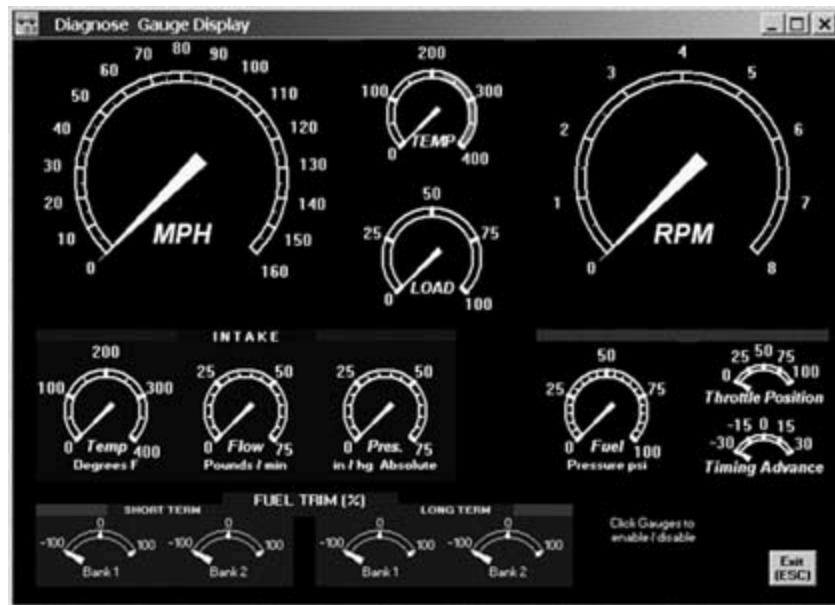 Diagnose Gauge Display
0 10 20 30 40 50 60 70 80 90 100 110 120 130 140 150 160
MPH
0 100 200 300 400
TEMP
0 25 50 75 100
LOAD
0 1 2 3 4 5 6 7 8
RPM
INTAKE
0 100 200 300 400
Temp
Degrees F
0 25 50 75
Flow
Pounds / min
0 25 50 75
Pres.
in / hg Absolute
0 25 50 75 100
Fuel
Pressure psi
0 25 50 75 100
Throttle Position
-30 -15 0 15 30
Timing Advance
FUEL TRIM (%)
SHORT TERM
-100 0 100
Bank 1
-100 0 100
Bank 2
LONG TERM
-100 0 100
Bank 1
-100 0 100
Bank 2
Click Gauges to
enable / disable
Exit
(ESC)